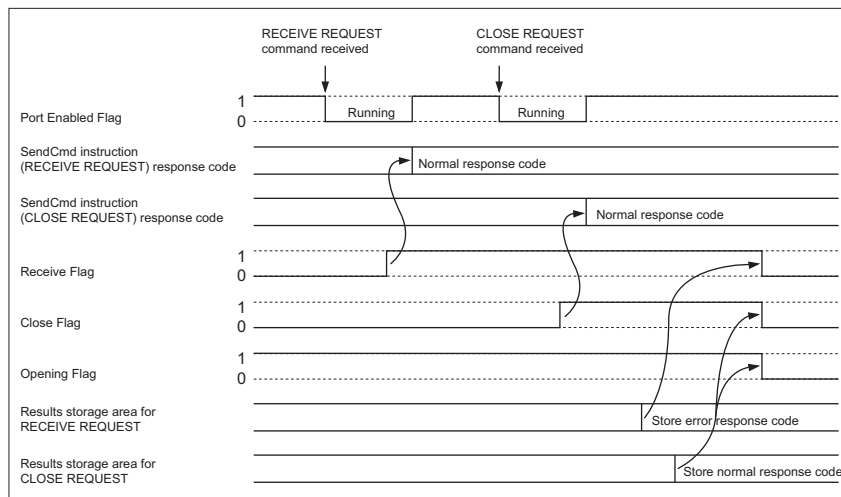 RECEIVE REQUEST
command received
CLOSE REQUEST
command received
Port Enabled Flag
1
0
Running
Running
SendCmd instruction
(RECEIVE REQUEST) response code
Normal response code
SendCmd instruction
(CLOSE REQUEST) response code
Normal response code
Receive Flag
1
0
Close Flag
1
0
Opening Flag
1
0
Results storage area for
RECEIVE REQUEST
Store error response code
Results storage area for
CLOSE REQUEST
Store normal response code